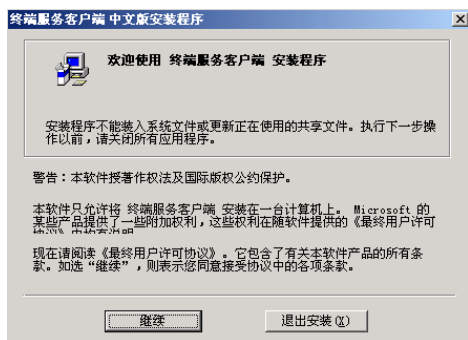 终端服务客户端 中文版安装程序
欢迎使用 终端服务客户端 安装程序
安装程序不能装入系统文件或更新正在使用的共享文件。执行下一步操
作以前，请关闭所有应用程序。
警告：本软件授著作权法及国际版权公约保护。
本软件只允许将 终端服务客户端 安装在一台计算机上。 Microsoft 的
某些产品提供了一些附加权利，这些权利在随软件提供的《最终用户许可
现在请阅读《最终用户许可协议》。它包含了有关本软件产品的所有条
款。如选“继续”，则表示您同意接受协议中的各项条款。
继续
退出安装(X)